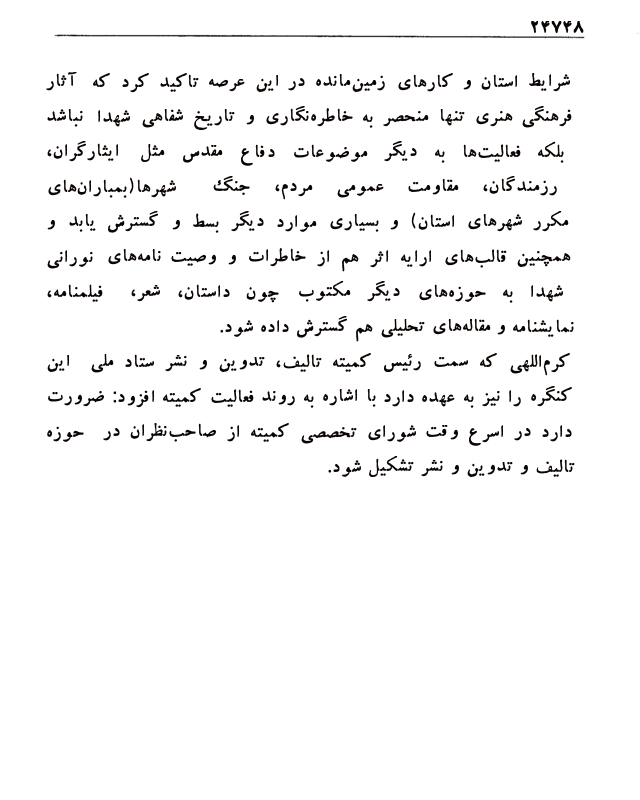 ۲۴۷۴۸
شرایط استان و کارهای زمین‌مانده در این عرصه تاکید کرد که آثار
فرهنگی هنری تنها منحصر به خاطره‌نگاری و تاریخ شفاهی شهدا نباشد
بلکه فعالیت‌ها به دیگر موضوعات دفاع مقدس مثل ایثارگران،
رزمندگان، مقاومت عمومی مردم، جنگ شهرها(بمباران‌های
مکرر شهرهای استان) و بسیاری موارد دیگر بسط و گسترش یابد و
همچنین قالب‌های ارایه اثر هم از خاطرات و وصیت نامه‌های نورانی
شهدا به حوزه‌های دیگر مکتوب چون داستان، شعر، فیلمنامه،
نمایشنامه و مقاله‌های تحلیلی هم گسترش داده شود.
کرم‌اللهی که سمت رئیس کمیته تالیف، تدوین و نشر ستاد ملی این
کنگره را نیز به عهده دارد با اشاره به روند فعالیت کمیته افزود: ضرورت
دارد در اسرع وقت شورای تخصصی کمیته از صاحب‌نظران در حوزه
تالیف و تدوین و نشر تشکیل شود.